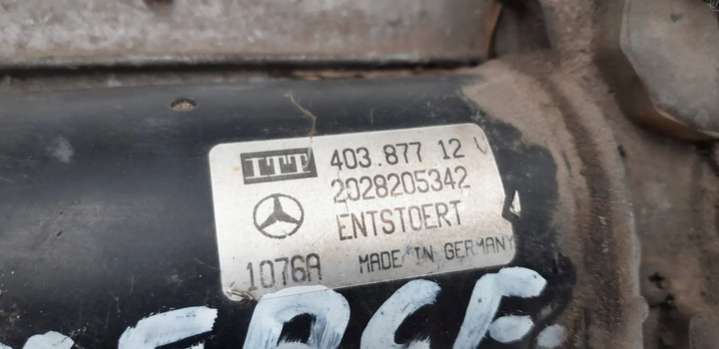 ITT 403.877 12 V
2028205342
ENTSTOERT
1076A MADE IN GERMANY